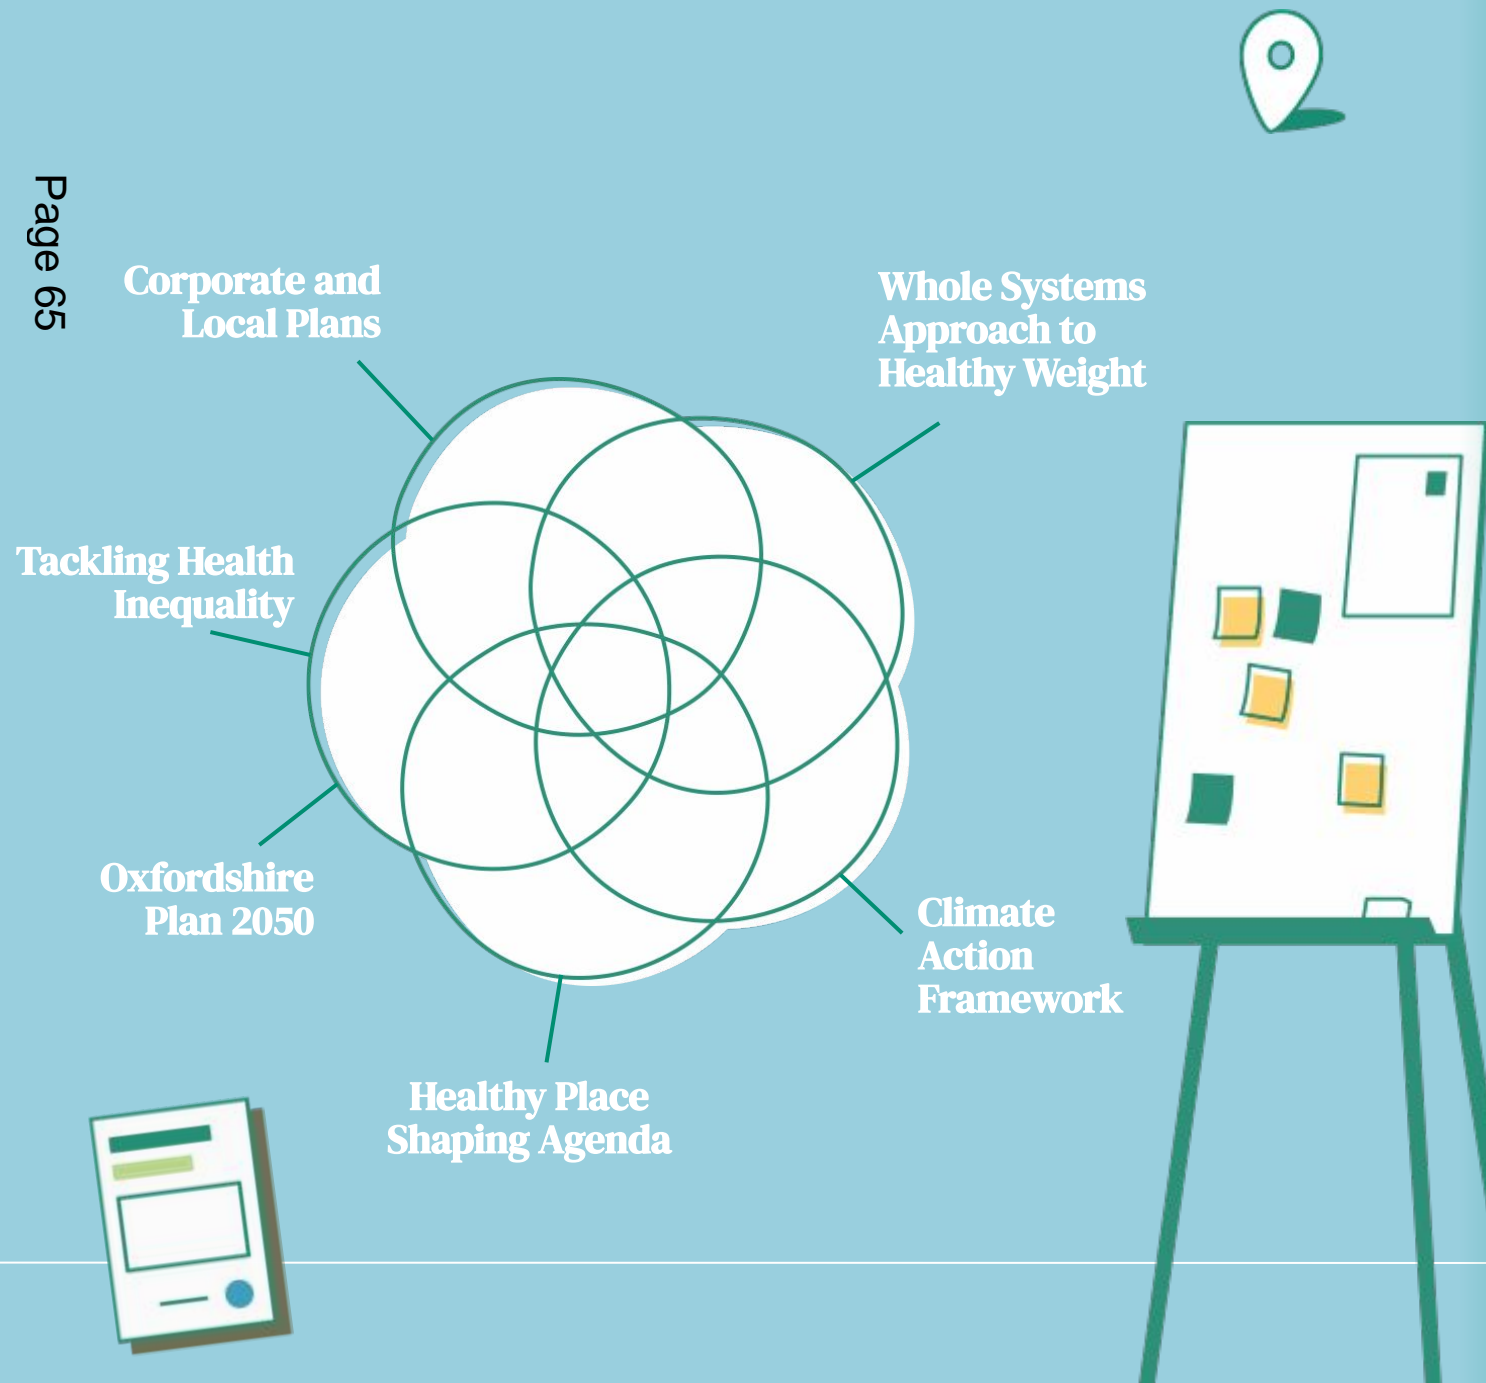 Page 65
Corporate and
Local Plans
Whole Systems
Approach to
Healthy Weight
Tackling Health
Inequality
Oxfordshire
Plan 2050
Climate
Action
Framework
Healthy Place
Shaping Agenda